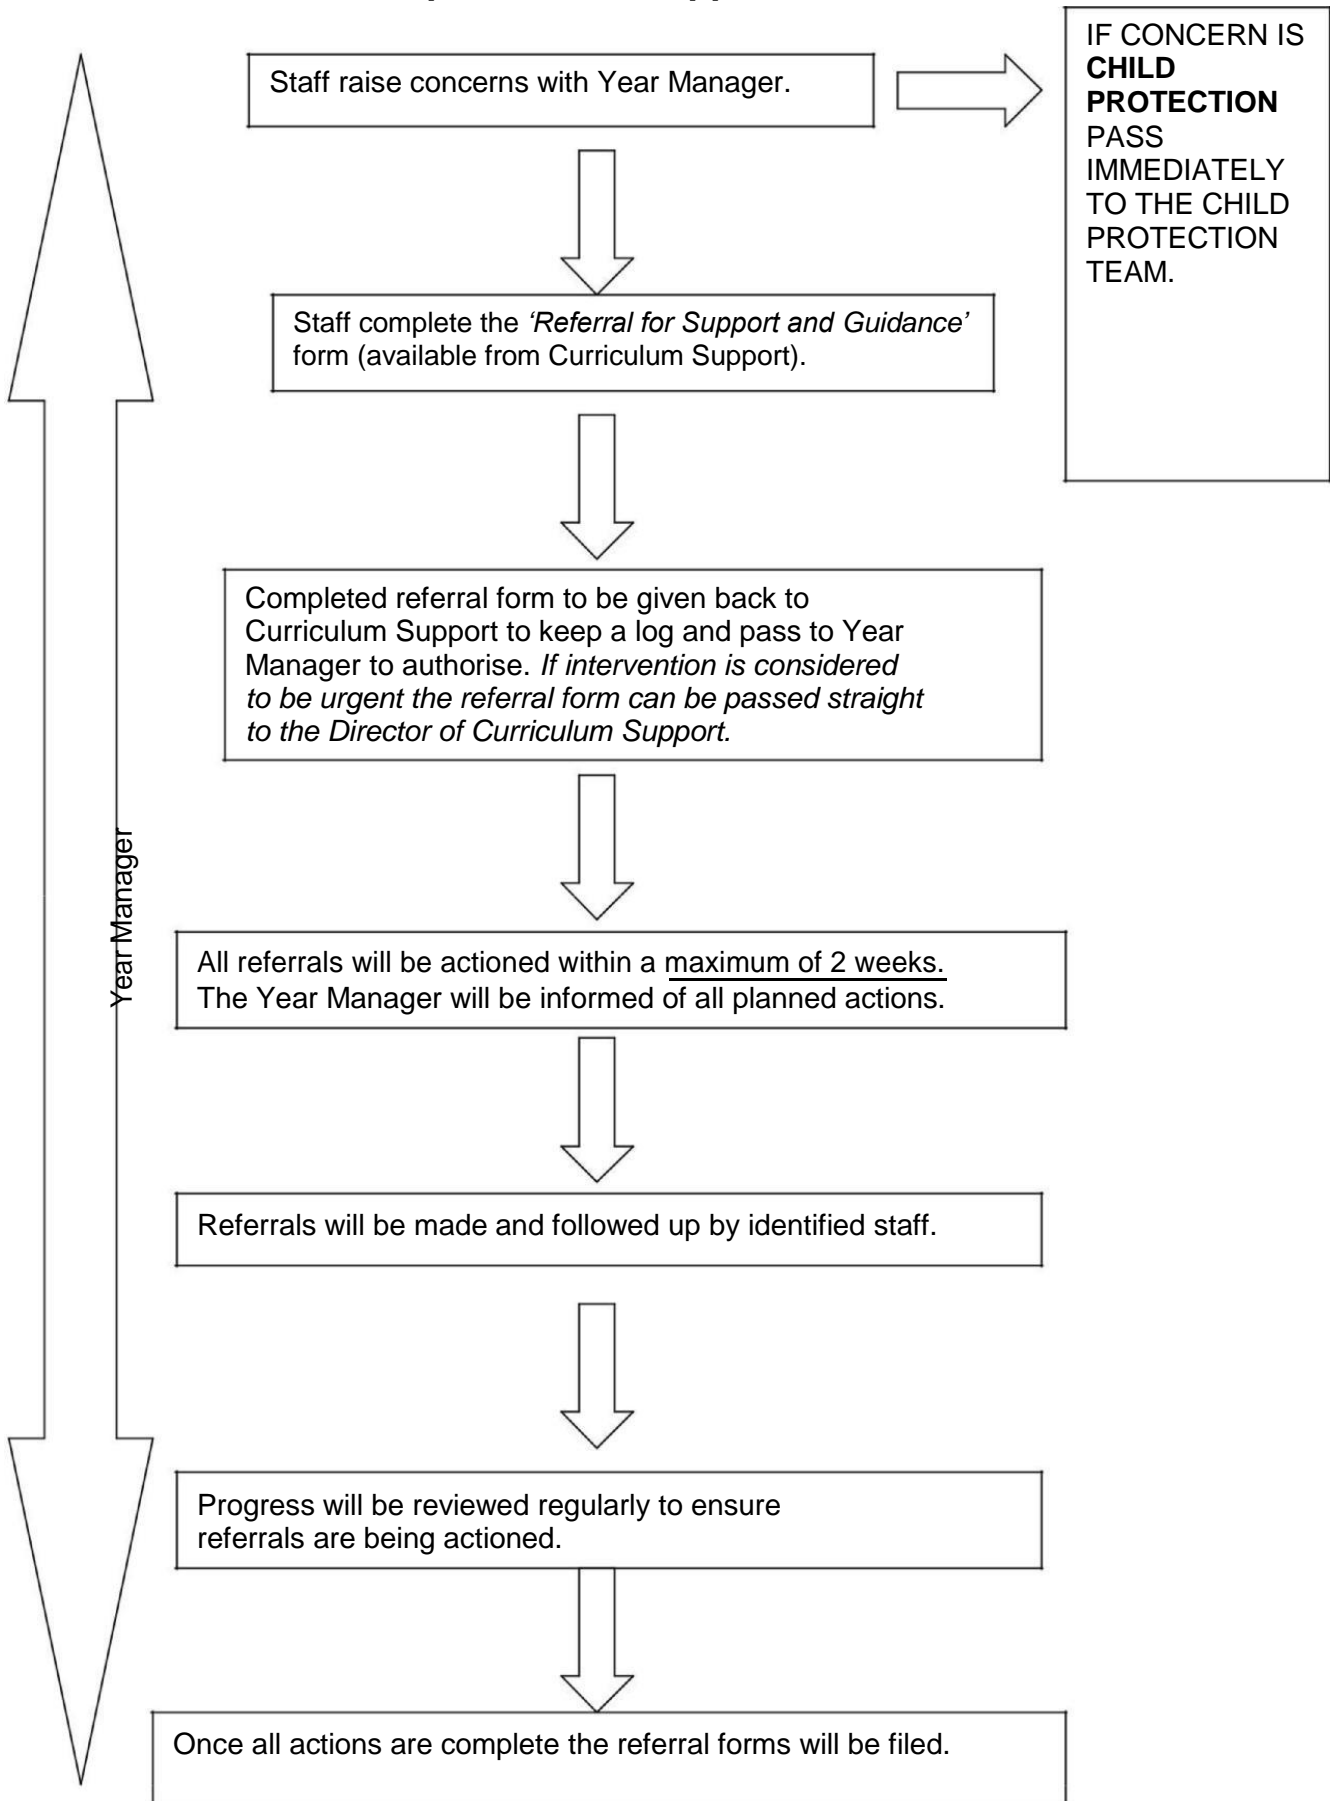 Staff raise concerns with Year Manager.
IF CONCERN IS
CHILD
PROTECTION
PASS
IMMEDIATELY
TO THE CHILD
PROTECTION
TEAM.
Staff complete the ‘Referral for Support and Guidance’
form (available from Curriculum Support).
Completed referral form to be given back to
Curriculum Support to keep a log and pass to Year
Manager to authorise. If intervention is considered
to be urgent the referral form can be passed straight
to the Director of Curriculum Support.
Year Manager
All referrals will be actioned within a maximum of 2 weeks.
The Year Manager will be informed of all planned actions.
Referrals will be made and followed up by identified staff.
Progress will be reviewed regularly to ensure
referrals are being actioned.
Once all actions are complete the referral forms will be filed.